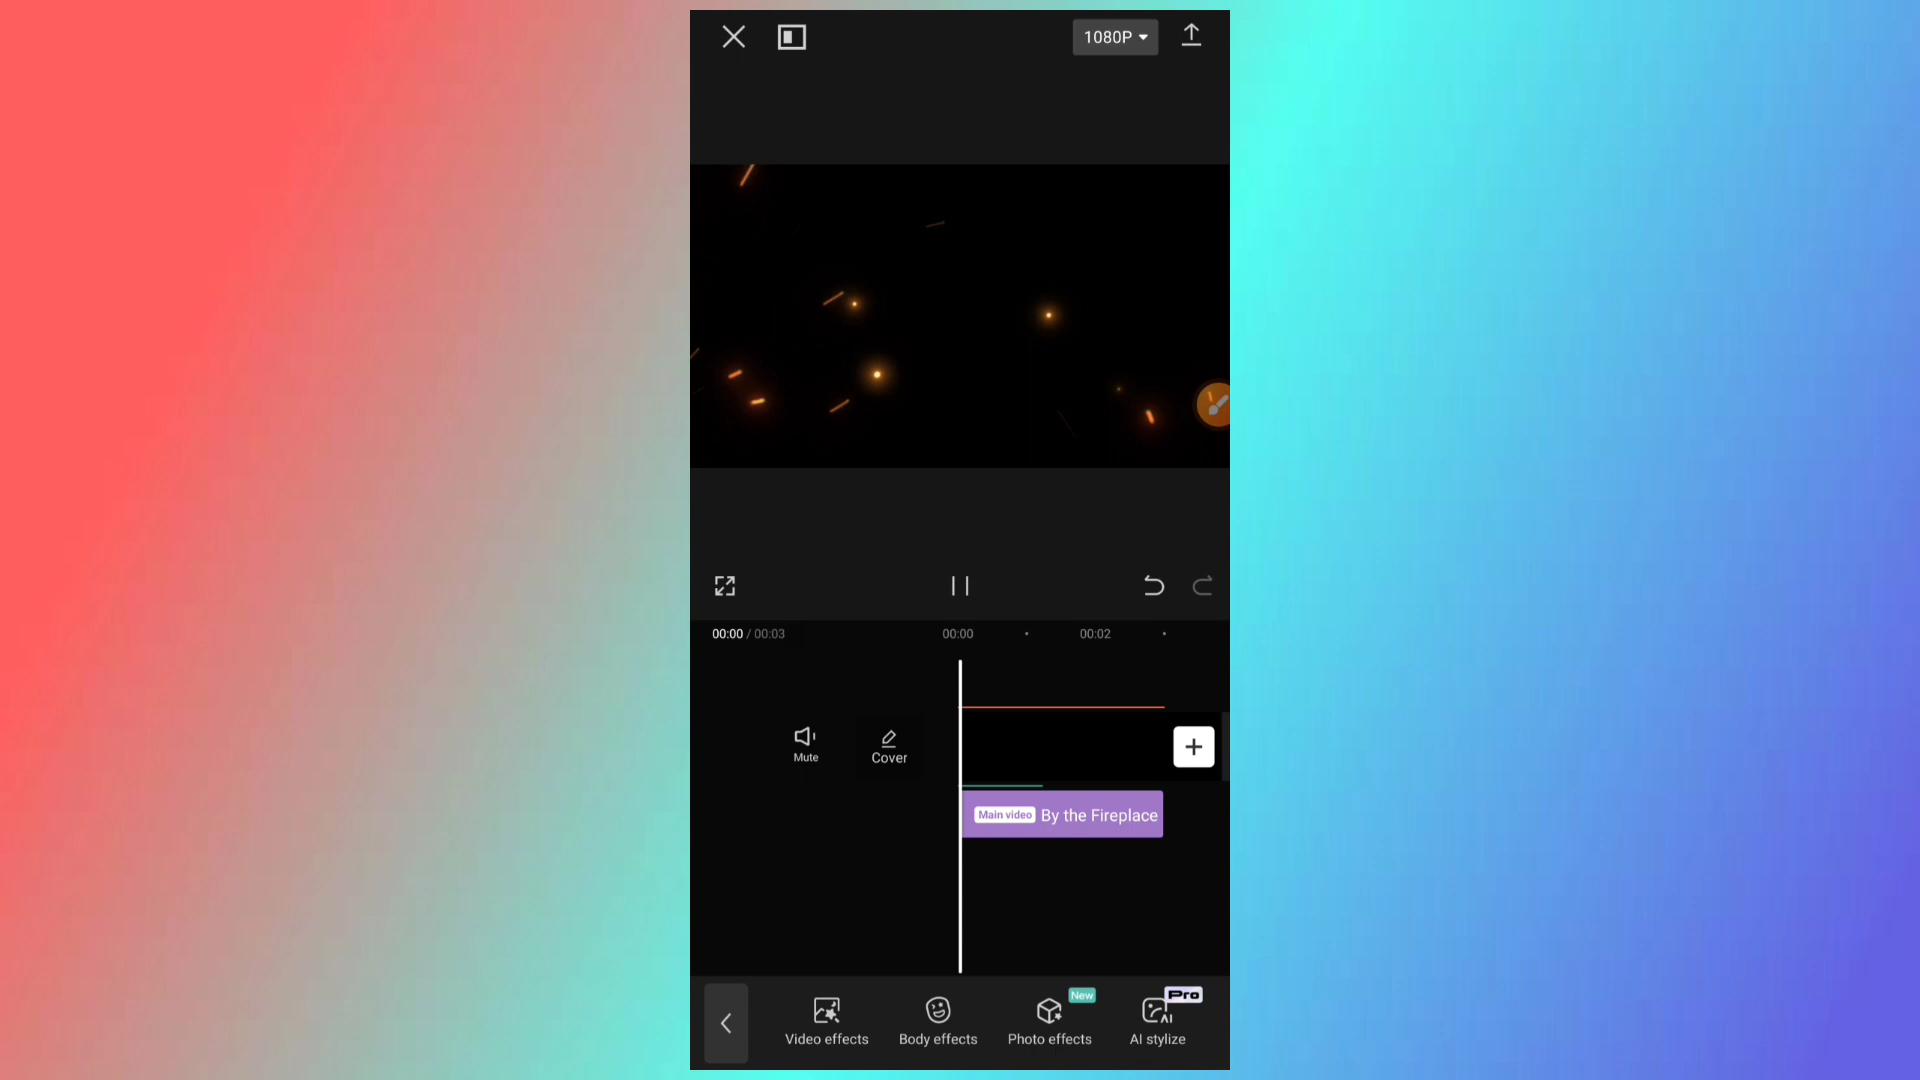 1080P
00:00 / 00:03
00:00
00:02
Mute
Cover
Main video By the Fireplace
Video effects
Body effects
New
Photo effects
Pro
AI
AI stylize